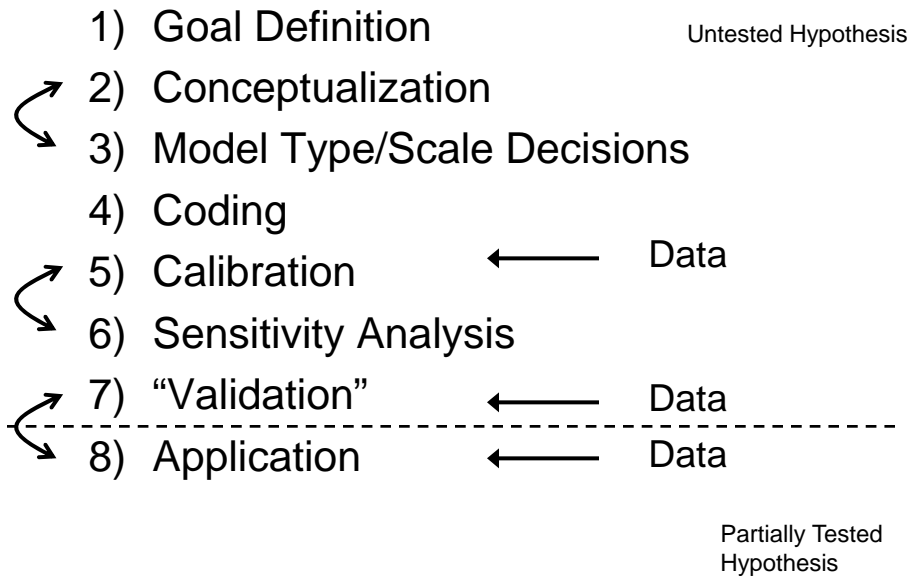 1) Goal Definition
Untested Hypothesis
2) Conceptualization
3) Model Type/Scale Decisions
4) Coding
5) Calibration
Data
6) Sensitivity Analysis
7) “Validation”
Data
8) Application
Data
Partially Tested
Hypothesis